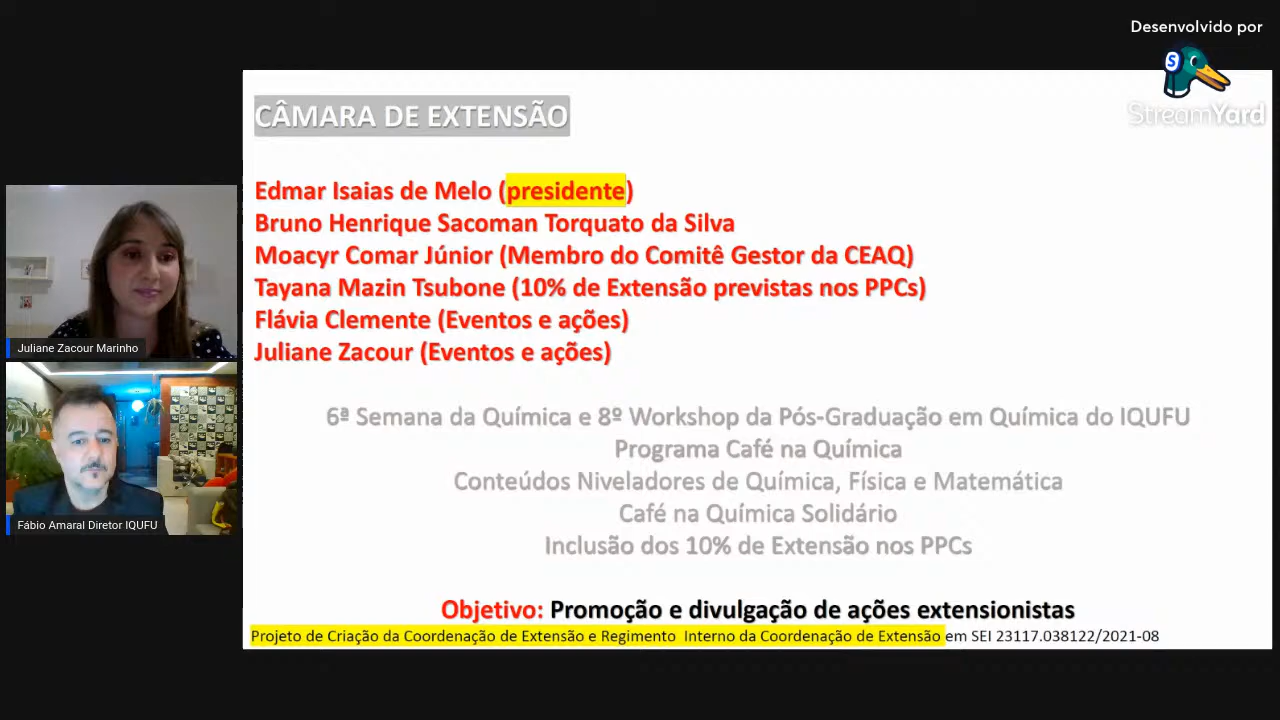 Desenvolvido por
S
StreamYard
CÂMARA DE EXTENSÃO
Edmar Isaias de Melo (presidente)
Bruno Henrique Sacoman Torquato da Silva
Moacyr Comar Júnior (Membro do Comitê Gestor da CEAQ)
Tayana Mazin Tsubone (10% de Extensão previstas nos PPCs)
Flávia Clemente (Eventos e ações)
Juliane Zacour (Eventos e ações)
Juliane Zacour Marinho
6ª Semana da Química e 8º Workshop da Pós-Graduação em Química do IQUFU
Programa Café na Química
Conteúdos Niveladores de Química, Física e Matemática
Café na Química Solidário
Inclusão dos 10% de Extensão nos PPCs
Fábio Amaral Diretor IQUFU
Objetivo: Promoção e divulgação de ações extensionistas
Projeto de Criação da Coordenação de Extensão e Regimento Interno da Coordenação de Extensão em SEI 23117.038122/2021-08